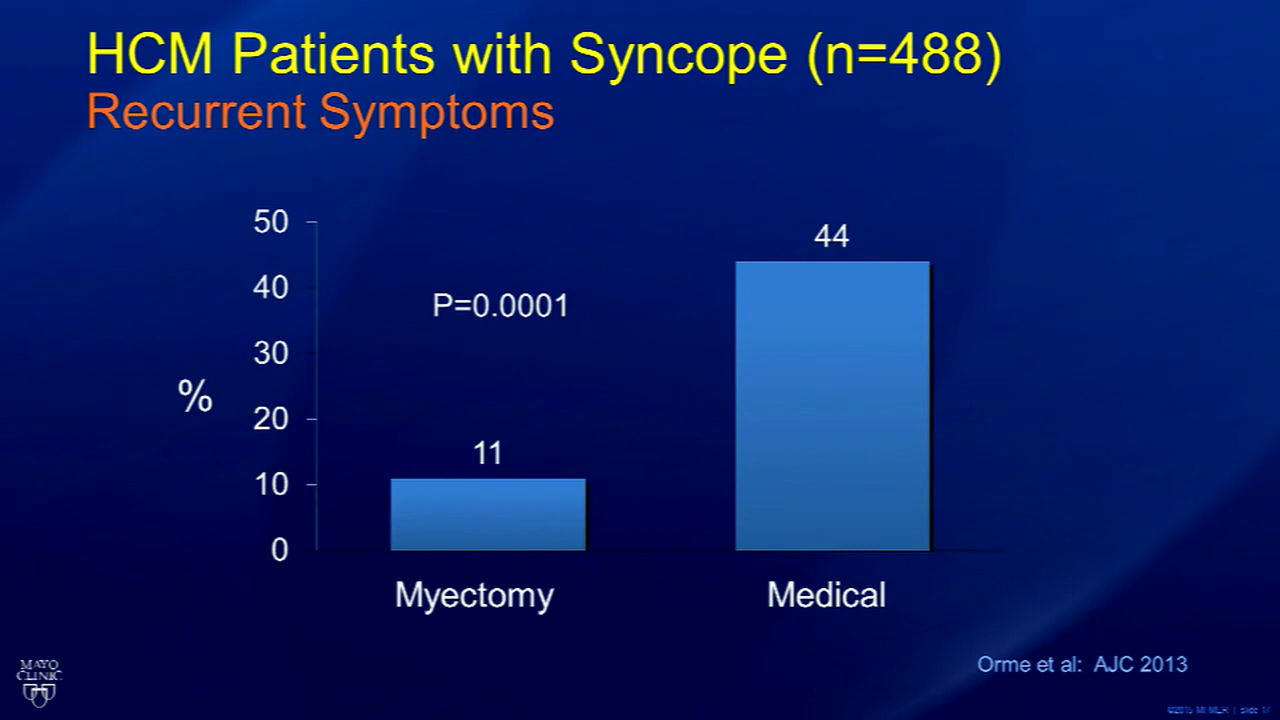 HCM Patients with Syncope (n=488)
Recurrent Symptoms
50
40
30
20
10
0
%
P=0.0001
11
44
Myectomy
Medical
Orme et al: AJC 2013
MAYO
CLINIC